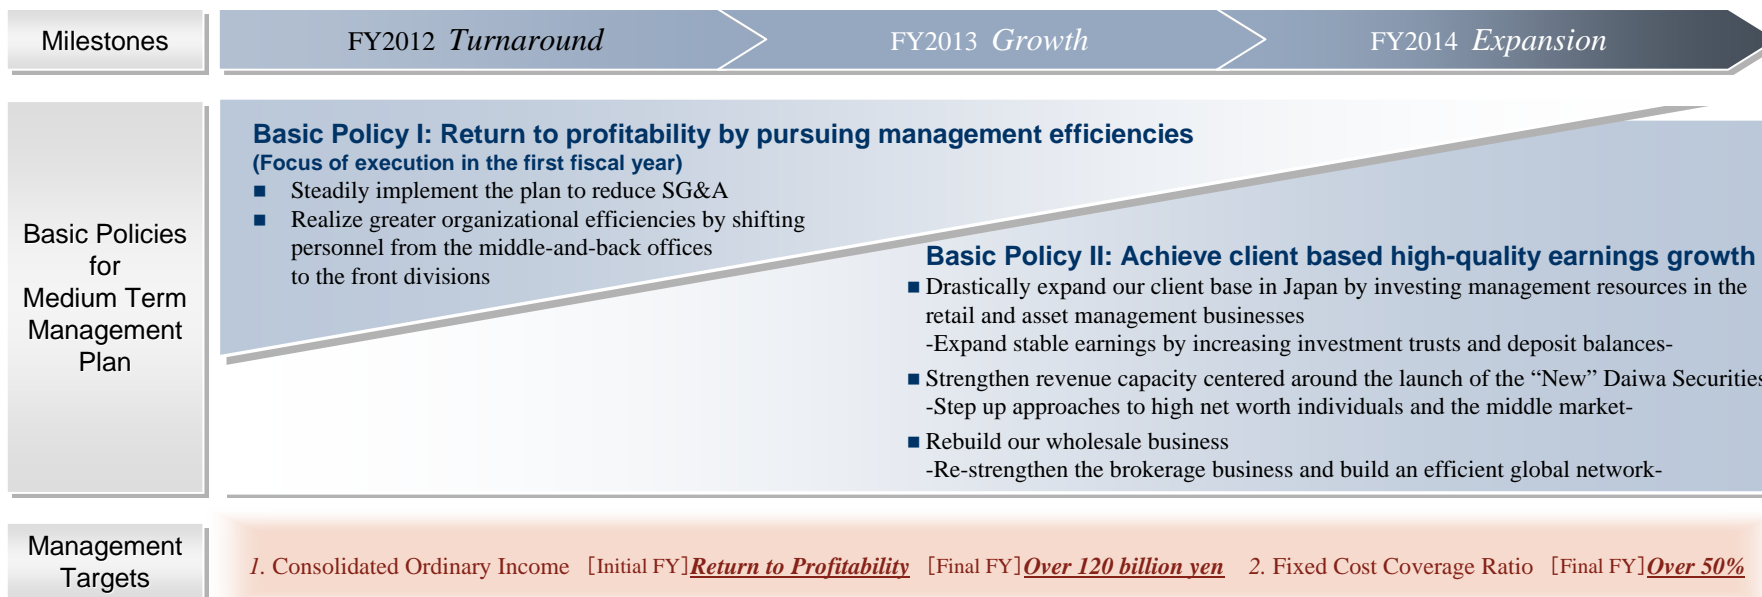 Milestones
FY2012 Turnaround
FY2013 Growth
FY2014 Expansion
Basic Policies
for
Medium Term
Management
Plan
Basic Policy I: Return to profitability by pursuing management efficiencies
(Focus of execution in the first fiscal year)
■ Steadily implement the plan to reduce SG&A
■ Realize greater organizational efficiencies by shifting
personnel from the middle-and-back offices
to the front divisions
Basic Policy II: Achieve client based high-quality earnings growth
■ Drastically expand our client base in Japan by investing management resources in the
retail and asset management businesses
-Expand stable earnings by increasing investment trusts and deposit balances-
■ Strengthen revenue capacity centered around the launch of the “New” Daiwa Securities
-Step up approaches to high net worth individuals and the middle market-
■ Rebuild our wholesale business
-Re-strengthen the brokerage business and build an efficient global network-
Management
Targets
1. Consolidated Ordinary Income [Initial FY] Return to Profitability [Final FY] Over 120 billion yen 2. Fixed Cost Coverage Ratio [Final FY] Over 50%